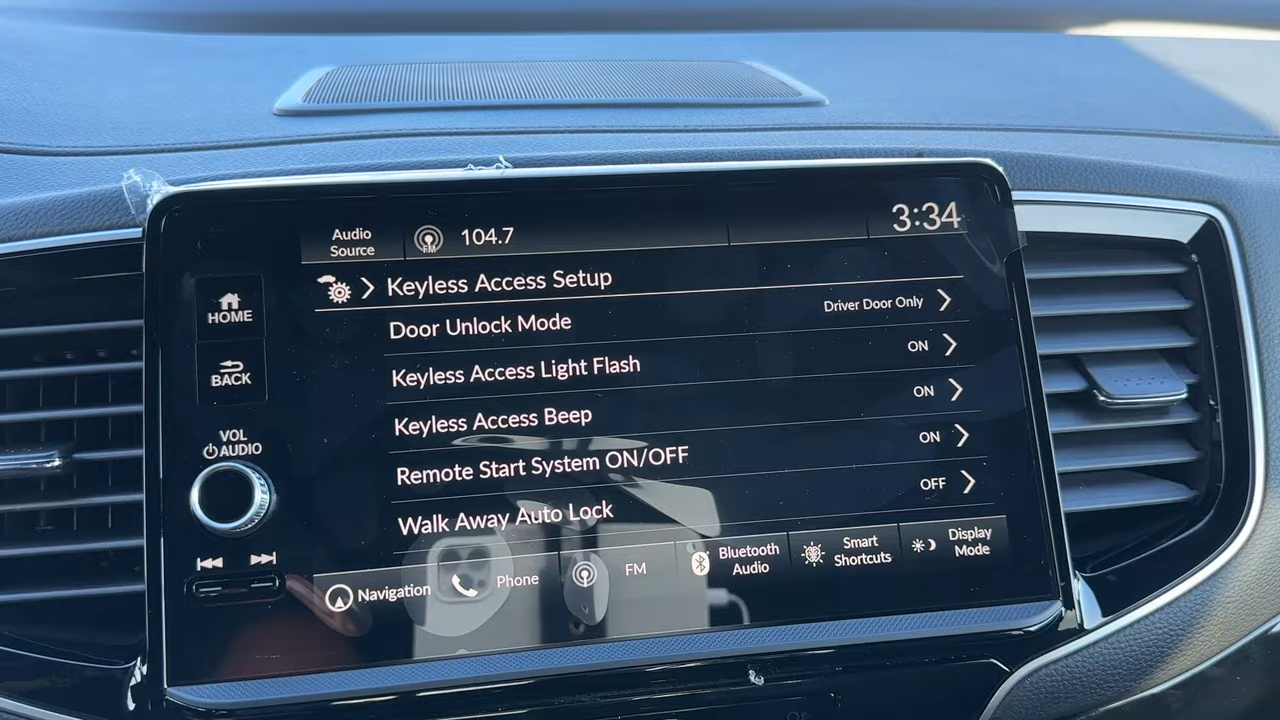 Audio
Source
FM
104.7
3:34
HOME
Keyless Access Setup
Door Unlock Mode
Driver Door Only
BACK
Keyless Access Light Flash
ON
Keyless Access Beep
ON
VOL
AUDIO
Remote Start System ON/OFF
ON
Walk Away Auto Lock
OFF
Navigation
Phone
FM
Bluetooth
Audio
Smart
Shortcuts
Display
Mode